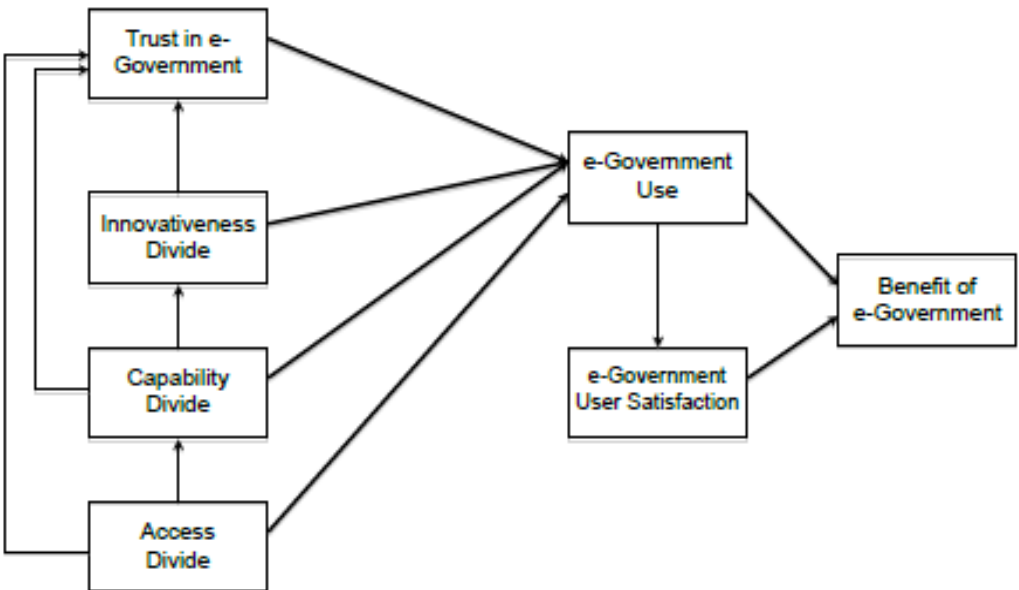 Trust in e-
Government
e-Government
Use
Innovativeness
Divide
Benefit of
e-Government
Capability
Divide
e-Government
User Satisfaction
Access
Divide